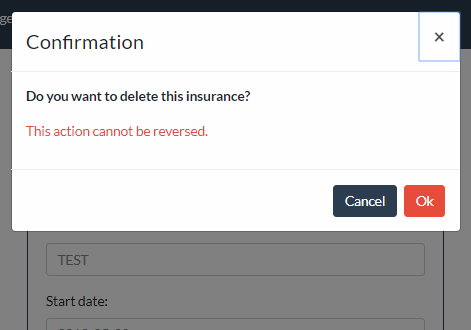 ge
Confirmation
×
Do you want to delete this insurance?
This action cannot be reversed.
Cancel Ok
TEST
Start date: